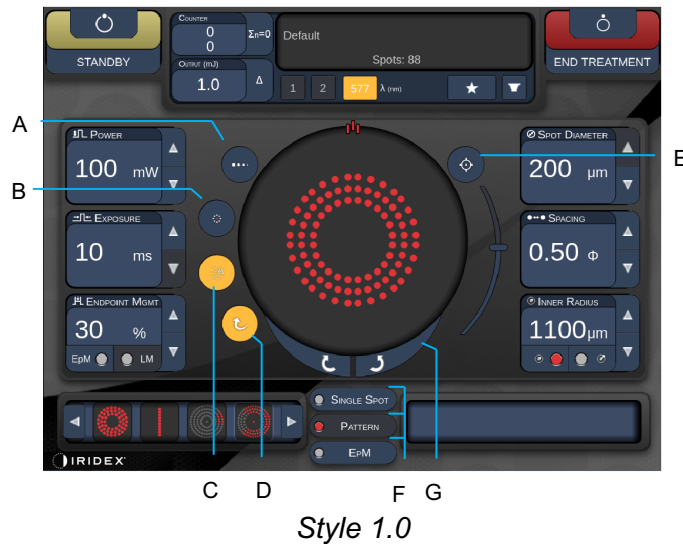 COUNTER
0
0
Σn=0
OUTPUT (mJ)
1.0
Δ
Default
Spots: 88
1
2
577
λ (nm)
STANDBY
END TREATMENT
A
B
E
POWER
100 mW
EXPOSURE
10 ms
ENDPOINT MGMT
30 %
EpM
LM
SPOT DIAMETER
200 µm
SPACING
0.50 Φ
INNER RADIUS
1100µm
SINGLE SPOT
PATTERN
EPM
IRIDEX
C
D
F
G
Style 1.0